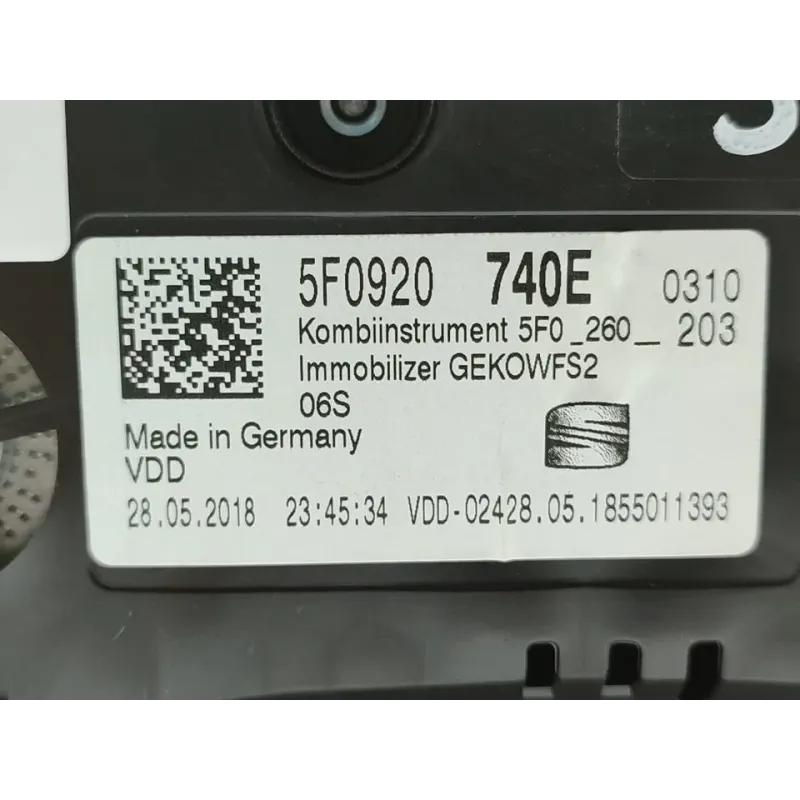 5F0920 740E 0310
Kombiinstrument 5F0_260__ 203
Immobilizer GEKOWFS2
06S
Made in Germany
VDD
28.05.2018 23:45:34 VDD-02428.05.1855011393